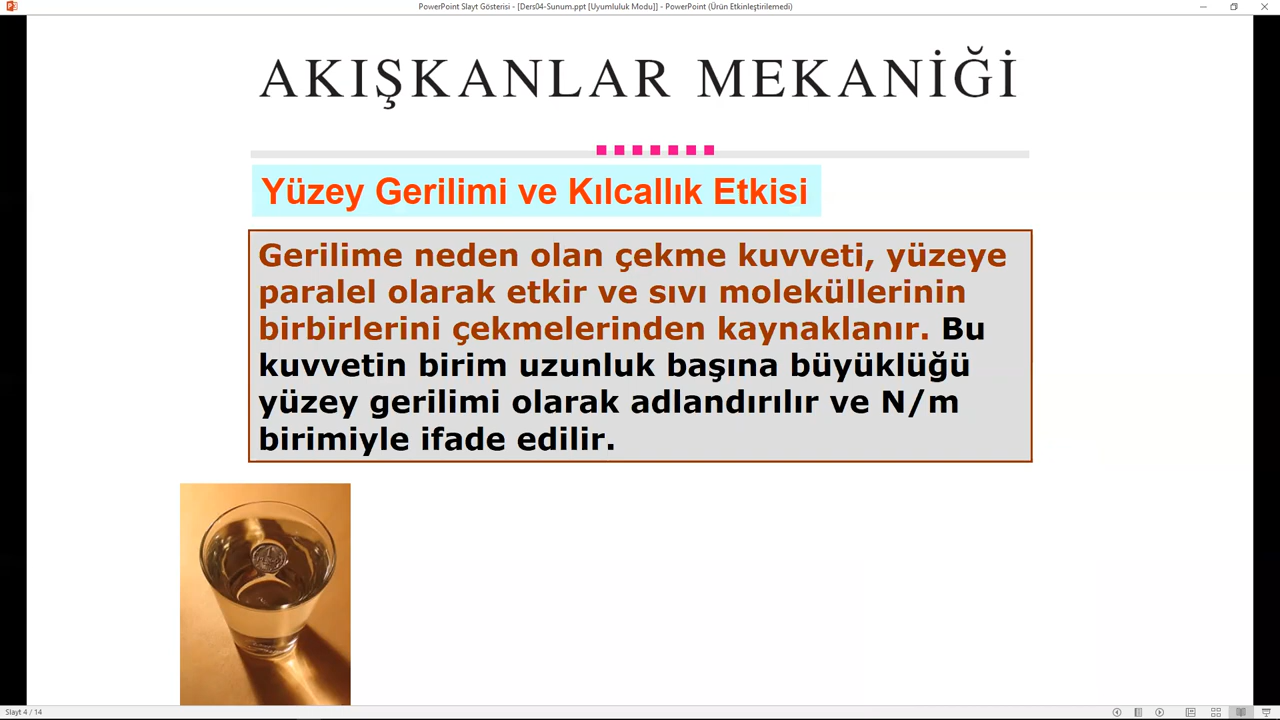 PowerPoint Slayt Gösterisi - [Ders04-Sunum.ppt [Uyumluluk Modu]] - PowerPoint (Ürün Etkinleştirilemedi)
AKIŞKANLAR MEKANİĞİ
Yüzey Gerilimi ve Kılcallık Etkisi
Gerilime neden olan çekme kuvveti, yüzeye
paralel olarak etkir ve sıvı moleküllerinin
birbirlerini çekmelerinden kaynaklanır. Bu
kuvvetin birim uzunluk başına büyüklüğü
yüzey gerilimi olarak adlandırılır ve N/m
birimiyle ifade edilir.
Slayt 4 / 14